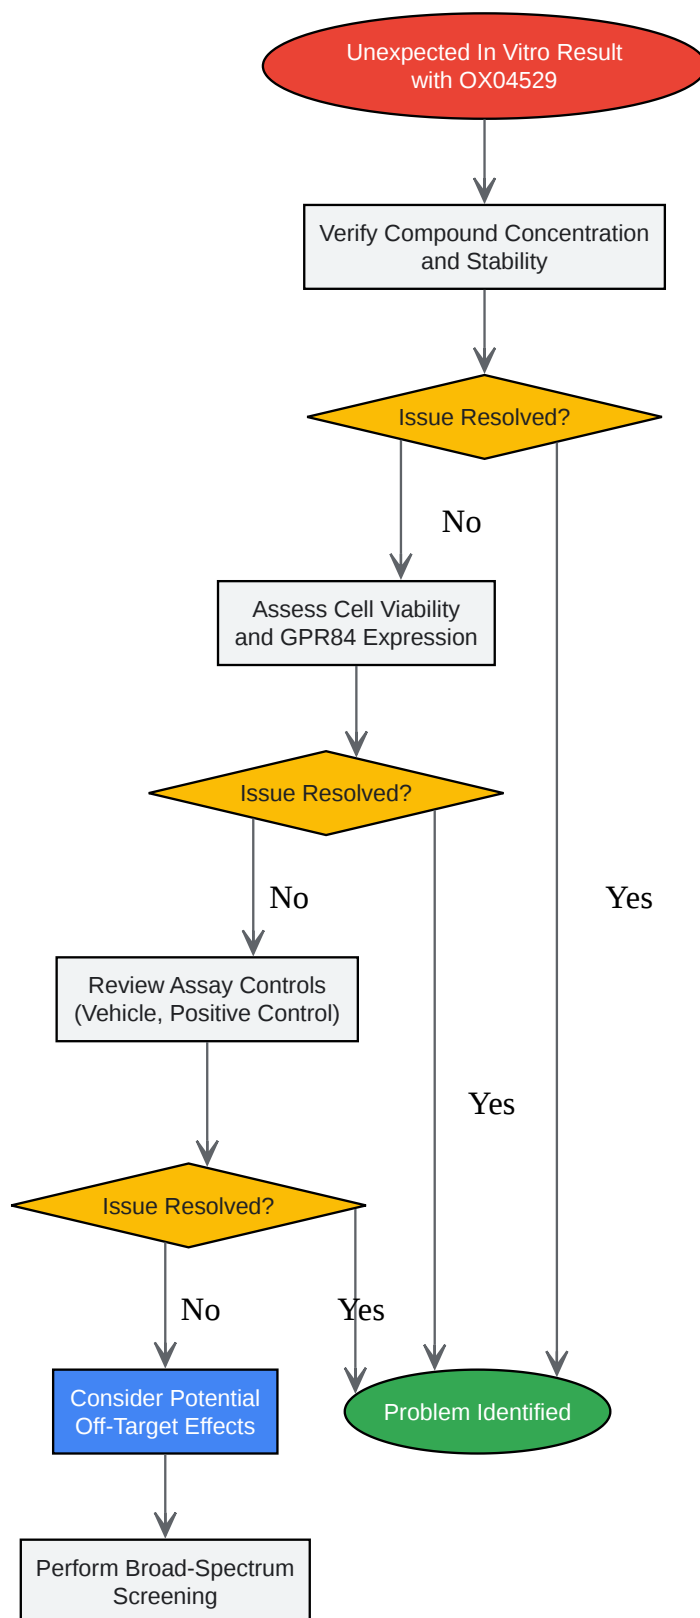 Unexpected In Vitro Result
with OX04529
Verify Compound Concentration
and Stability
Issue Resolved?
No
Assess Cell Viability
and GPR84 Expression
Issue Resolved?
No
Yes
Review Assay Controls
(Vehicle, Positive Control)
Yes
Issue Resolved?
No
Yes
Consider Potential
Off-Target Effects
Problem Identified
Perform Broad-Spectrum
Screening